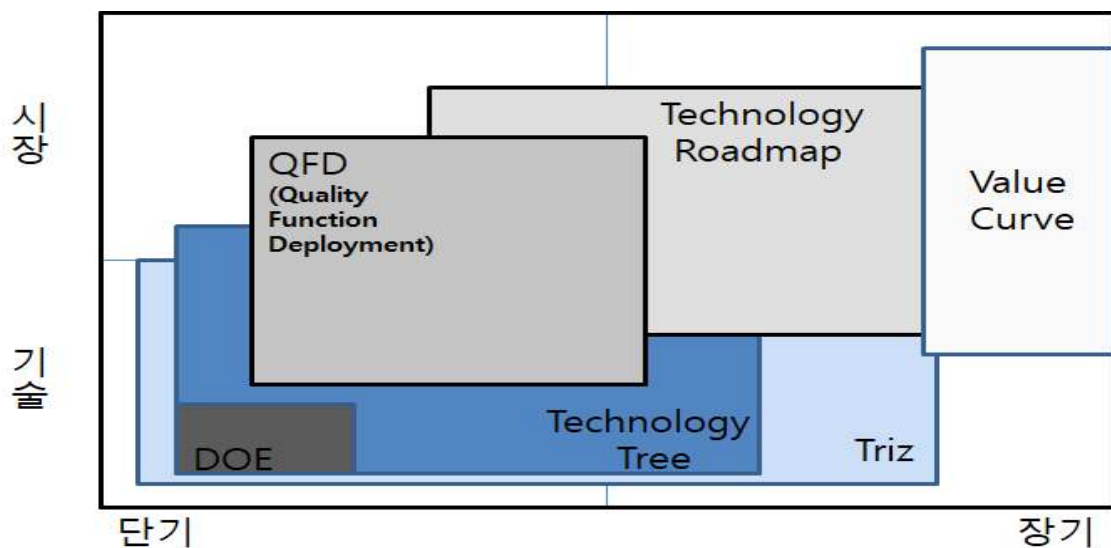 시장
Technology
Roadmap
QFD
(Quality
Function
Deployment)
Value
Curve
기술
Technology
Tree
DOE
Triz
단기
장기